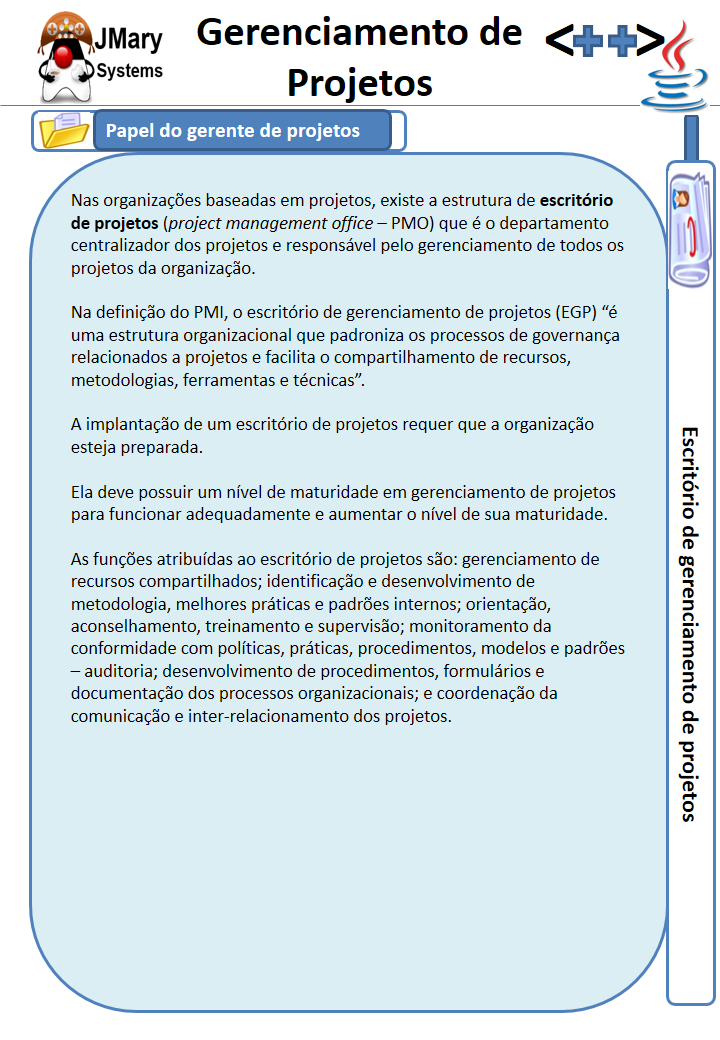 JMary
Systems
Gerenciamento de
Projetos
<++>
Papel do gerente de projetos
Nas organizações baseadas em projetos, existe a estrutura de escritório
de projetos (project management office – PMO) que é o departamento
centralizador dos projetos e responsável pelo gerenciamento de todos os
projetos da organização.
Na definição do PMI, o escritório de gerenciamento de projetos (EGP) “é
uma estrutura organizacional que padroniza os processos de governança
relacionados a projetos e facilita o compartilhamento de recursos,
metodologias, ferramentas e técnicas”.
A implantação de um escritório de projetos requer que a organização
esteja preparada.
Ela deve possuir um nível de maturidade em gerenciamento de projetos
para funcionar adequadamente e aumentar o nível de sua maturidade.
As funções atribuídas ao escritório de projetos são: gerenciamento de
recursos compartilhados; identificação e desenvolvimento de
metodologia, melhores práticas e padrões internos; orientação,
aconselhamento, treinamento e supervisão; monitoramento da
conformidade com políticas, práticas, procedimentos, modelos e padrões
– auditoria; desenvolvimento de procedimentos, formulários e
documentação dos processos organizacionais; e coordenação da
comunicação e inter-relacionamento dos projetos.
Escritório de gerenciamento de projetos